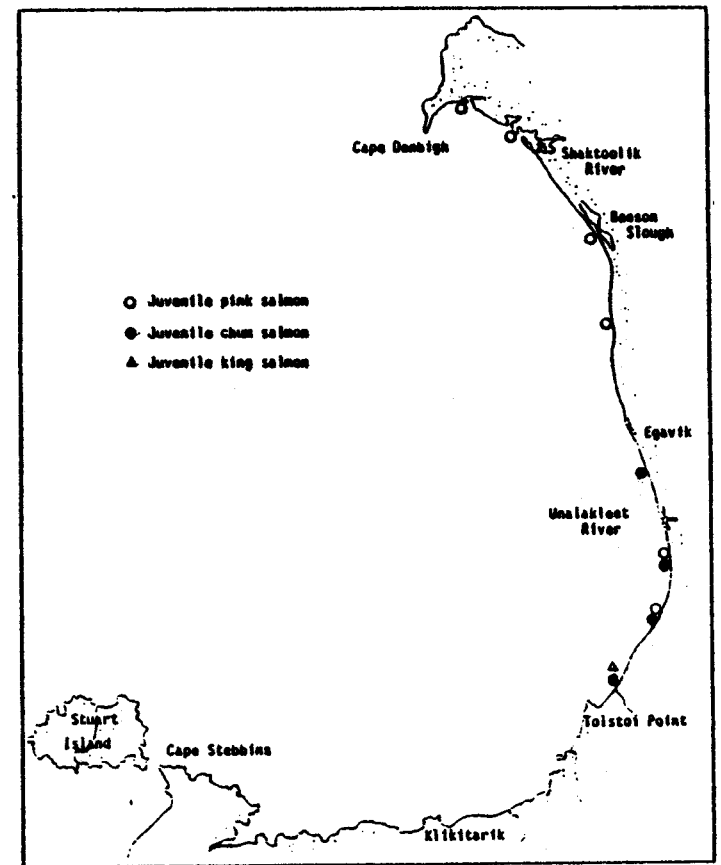 Cape Denbigh
Shaktoolik
River
Beeson
Slough
Juvenile pink salmon
Juvenile chum salmon
Juvenile king salmon
Egavik
Unalakleet
River
Tolstoi Point
Stuart
Island
Cape Stebbins
Klikitarik